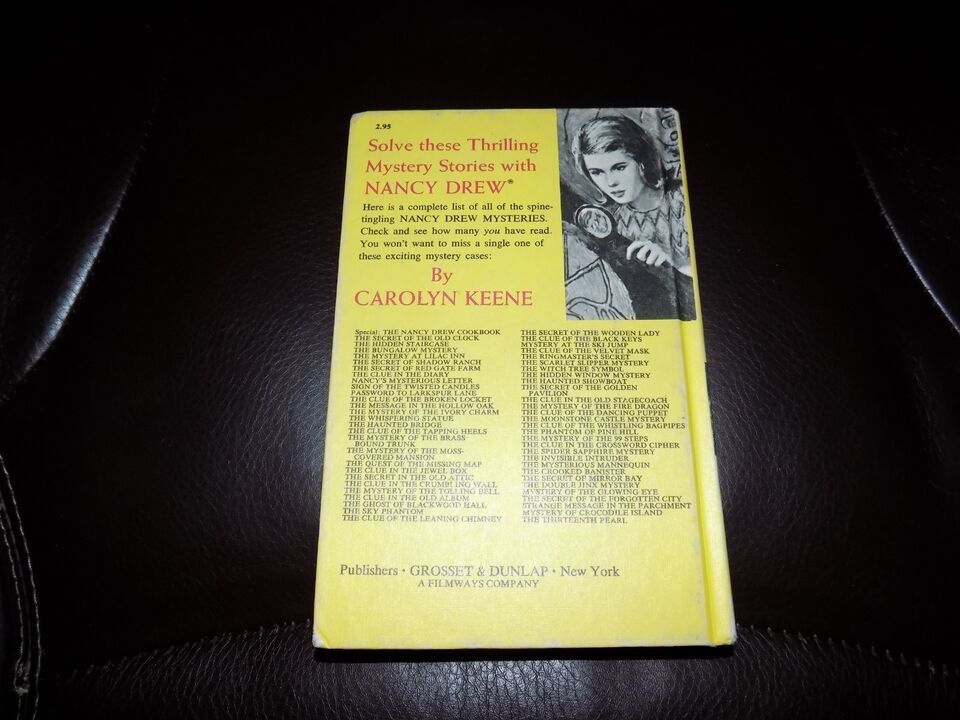 2.95
Solve these Thrilling
Mystery Stories with
NANCY DREW®
Here is a complete list of all of the spine-
tingling NANCY DREW MYSTERIES.
Check and see how many you have read.
You won't want to miss a single one of
these exciting mystery cases:
By
CAROLYN KEENE
Special: THE NANCY DREW COOKBOOK
THE SECRET OF THE OLD CLOCK
THE HIDDEN STAIRCASE
THE BUNGALOW MYSTERY
THE MYSTERY AT LILAC INN
THE SECRET OF SHADOW RANCH
THE SECRET OF RED GATE FARM
THE CLUE IN THE DIARY
NANCY'S MYSTERIOUS LETTER
SIGN OF THE TWISTED CANDLES
PASSWORD TO LARKSPUR LANE
THE CLUE OF THE BROKEN LOCKET
THE MESSAGE IN THE HOLLOW OAK
THE MYSTERY OF THE IVORY CHARM
THE WHISPERING STATUE
THE HAUNTED BRIDGE
THE CLUE OF THE TAPPING HEELS
THE MYSTERY OF THE BRASS
BOUND TRUNK
THE MYSTERY OF THE MOSS-
COVERED MANSION
THE QUEST OF THE MISSING MAP
THE CLUE IN THE JEWEL BOX
THE SECRET IN THE OLD ATTIC
THE CLUE IN THE CRUMBLING WALL
THE MYSTERY OF THE TOLLING BELL
THE CLUE IN THE OLD ALBUM
THE GHOST OF BLACKWOOD HALL
THE SKY PHANTOM
THE CLUE OF THE LEANING CHIMNEY
THE SECRET OF THE WOODEN LADY
THE CLUE OF THE BLACK KEYS
MYSTERY AT THE SKI JUMP
THE CLUE OF THE VELVET MASK
THE RINGMASTER'S SECRET
THE SCARLET SLIPPER MYSTERY
THE WITCH TREE SYMBOL
THE HIDDEN WINDOW MYSTERY
THE HAUNTED SHOWBOAT
THE SECRET OF THE GOLDEN
PAVILION
THE CLUE IN THE OLD STAGECOACH
THE MYSTERY OF THE FIRE DRAGON
THE CLUE OF THE DANCING PUPPET
THE MOONSTONE CASTLE MYSTERY
THE CLUE OF THE WHISTLING BAGPIPES
THE PHANTOM OF PINE HILL
THE MYSTERY OF THE 99 STEPS
THE CLUE IN THE CROSSWORD CIPHER
THE SPIDER SAPPHIRE MYSTERY
THE INVISIBLE INTRUDER
THE MYSTERIOUS MANNEQUIN
THE CROOKED BANISTER
THE SECRET OF MIRROR BAY
THE DOUBLE JINX MYSTERY
MYSTERY OF THE GLOWING EYE
THE SECRET OF THE FORGOTTEN CITY
STRANGE MESSAGE IN THE PARCHMENT
MYSTERY OF CROCODILE ISLAND
THE THIRTEENTH PEARL
Publishers • GROSSET & DUNLAP • New York
A FILMWAYS COMPANY